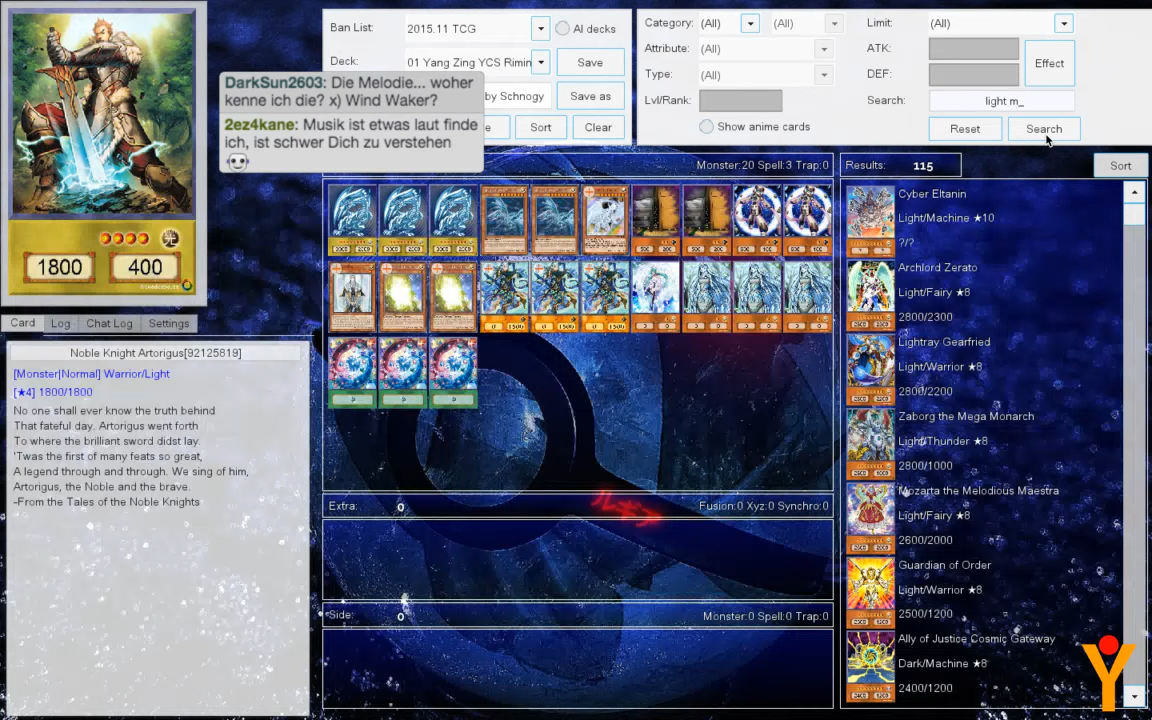 Ban List:
2015.11 TCG
AI decks
Deck:
01 Yang Zing YCS Rimin
Save
by Schnogy
Save as
e
Sort
Clear
Category:
(All)
(All)
Limit:
(All)
Attribute:
(All)
ATK:
Type:
(All)
DEF:
Effect
Lvl/Rank:
Search:
light m_
Show anime cards
Reset
Search
DarkSun2603: Die Melodie... woher
kenne ich die? x) Wind Waker?
2ez4kane: Musik ist etwas laut finde
ich, ist schwer Dich zu verstehen
Monster:20 Spell:3 Trap:0
Results:
115
Sort
1800
400
Card
Log
Chat Log
Settings
Noble Knight Artorigus[92125819]
[Monster|Normal] Warrior/Light
[★4] 1800/1800
No one shall ever know the truth behind
That fateful day. Artorigus went forth
To where the brilliant sword didst lay.
'Twas the first of many feats so great,
A legend through and through. We sing of him,
Artorigus, the Noble and the brave.
-From the Tales of the Noble Knights
Extra:
0
Fusion:0 Xyz:0 Synchro:0
Side:
0
Monster:0 Spell:0 Trap:0
Cyber Eltanin
Light/Machine ★10
?/?
Archlord Zerato
Light/Fairy ★8
2800/2300
Lightray Gearfried
Light/Warrior ★8
2800/2200
Zaborg the Mega Monarch
Light/Thunder ★8
2800/1000
Mozarta the Melodious Maestra
Light/Fairy ★8
2600/2000
Guardian of Order
Light/Warrior ★8
2500/1200
Ally of Justice Cosmic Gateway
Dark/Machine ★8
2400/1200